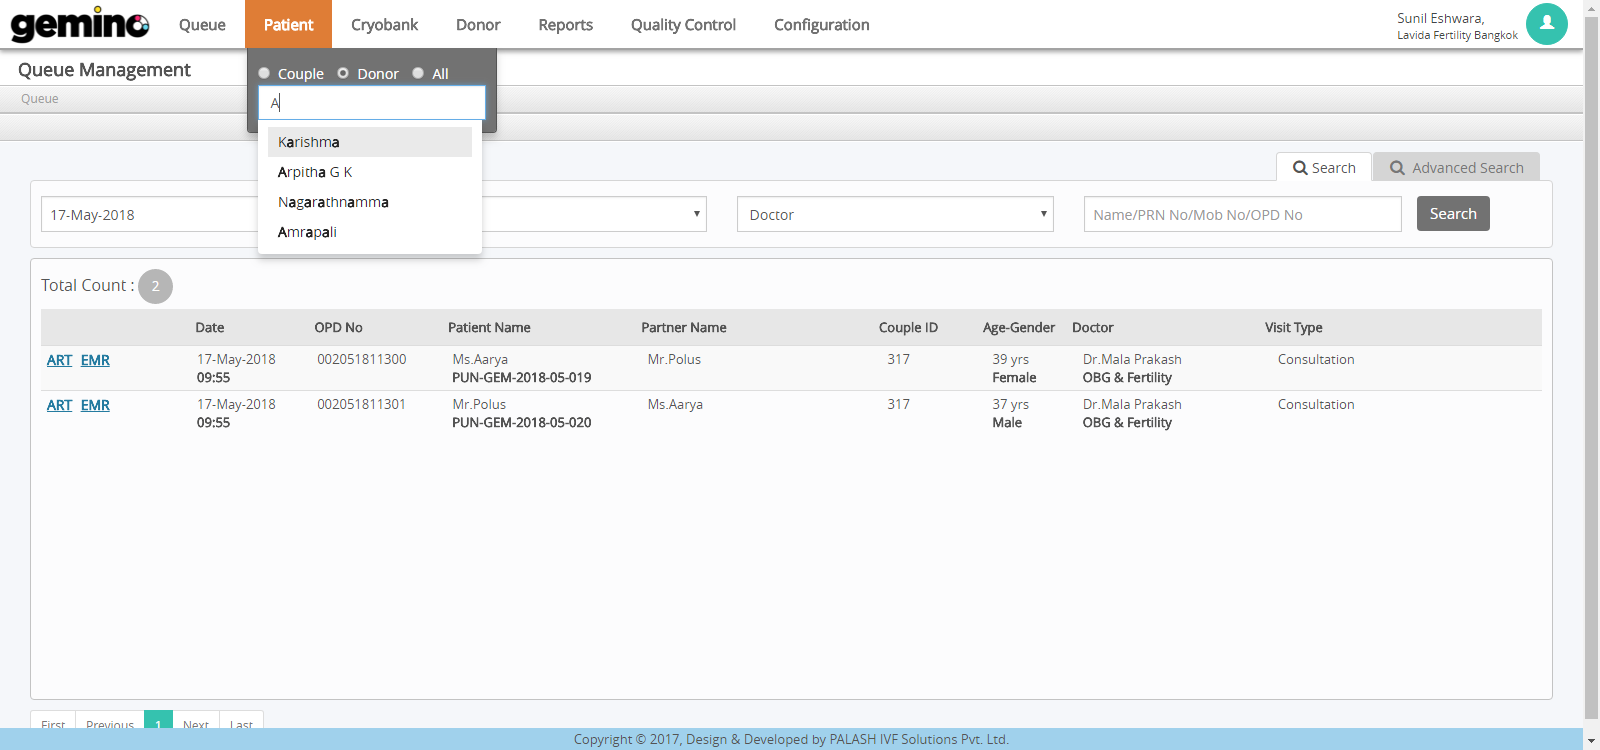 gemino
Queue Patient Cryobank Donor Reports Quality Control Configuration
Sunil Eshwara,
Lavida Fertility Bangkok
Queue Management
Couple Donor All
Queue
A
Karishma
Arpitha G K
Nagarathnamma
Amrapali
Search Advanced Search
17-May-2018 Doctor Name/PRN No/Mob No/OPD No Search
Total Count : 2
Date OPD No Patient Name Partner Name Couple ID Age-Gender Doctor Visit Type
ART EMR 17-May-2018 002051811300 Ms.Aarya Mr.Polus 317 39 yrs Dr.Mala Prakash Consultation
09:55 PUN-GEM-2018-05-019 Female OBG & Fertility
ART EMR 17-May-2018 002051811301 Mr.Polus Ms.Aarya 317 37 yrs Dr.Mala Prakash Consultation
09:55 PUN-GEM-2018-05-020 Male OBG & Fertility
First Previous 1 Next Last
Copyright © 2017, Design & Developed by PALASH IVF Solutions Pvt. Ltd.